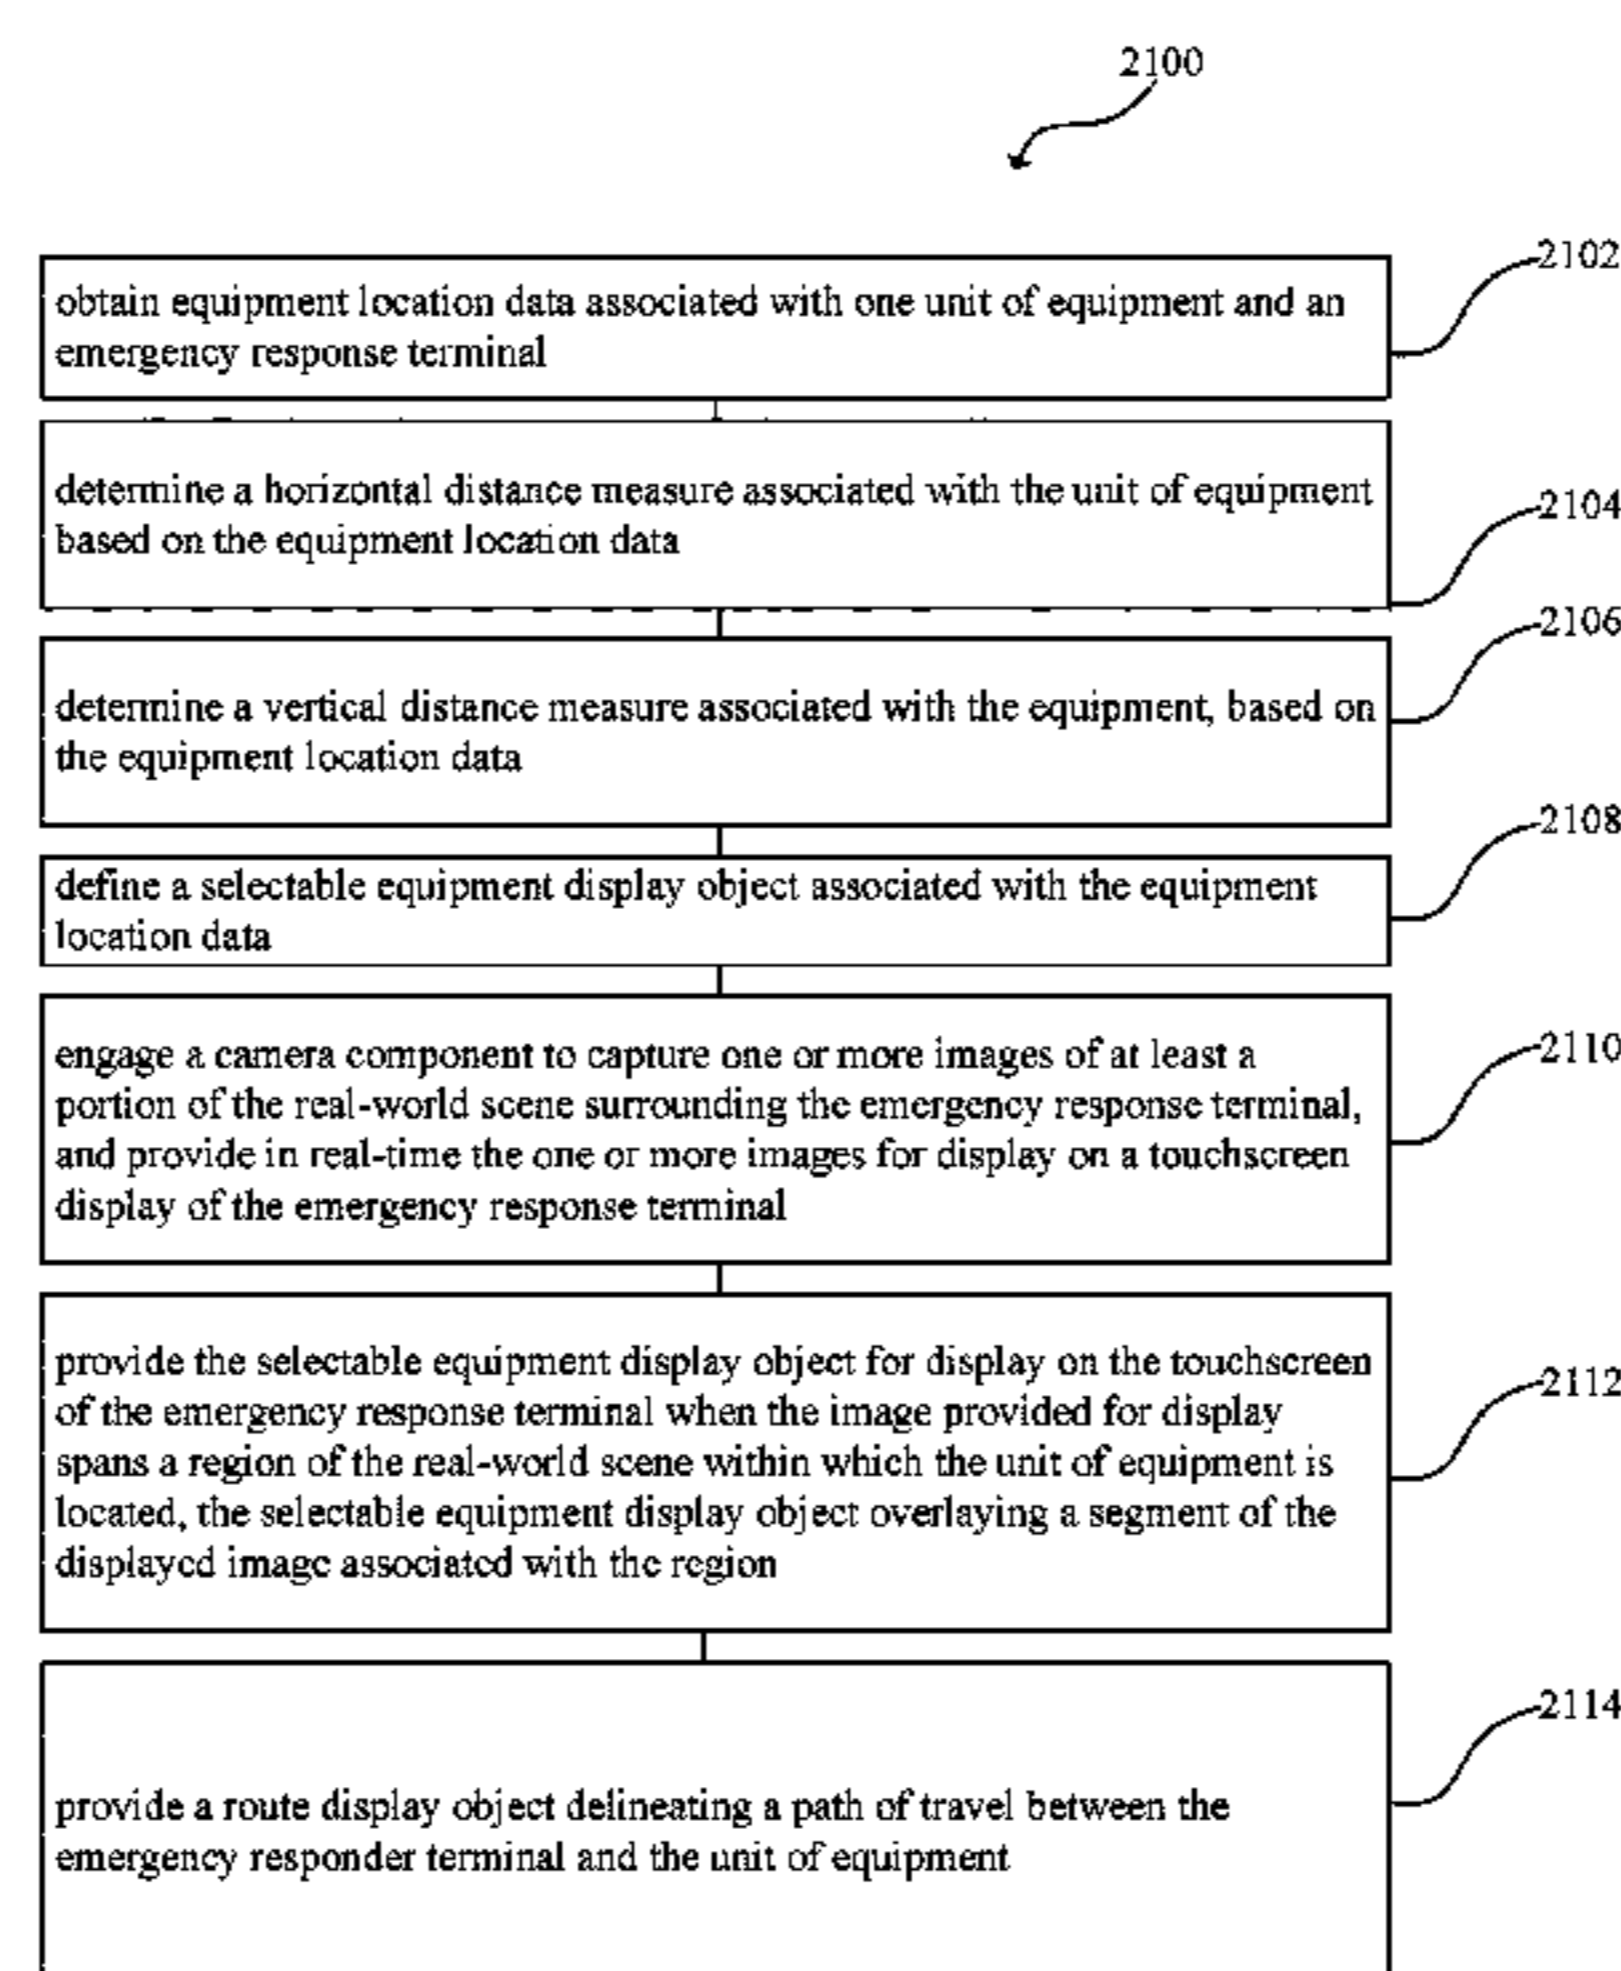 2100
2102
obtain equipment location data associated with one unit of equipment and an
emergency response terminal
determine a horizontal distance measure associated with the unit of equipment
based on the equipment location data
2104
2106
determine a vertical distance measure associated with the equipment, based on
the equipment location data
2108
define a selectable equipment display object associated with the equipment
location data
2110
engage a camera component to capture one or more images of at least a
portion of the real-world scene surrounding the emergency response terminal,
and provide in real-time the one or more images for display on a touchscreen
display of the emergency response terminal
provide the selectable equipment display object for display on the touchscreen
2112
of the emergency response terminal when the image provided for display
spans a region of the real-world scene within which the unit of equipment is
located, the selectable equipment display object overlaying a segment of the
displayed image associated with the region
2114
provide a route display object delineating a path of travel between the
emergency responder terminal and the unit of equipment